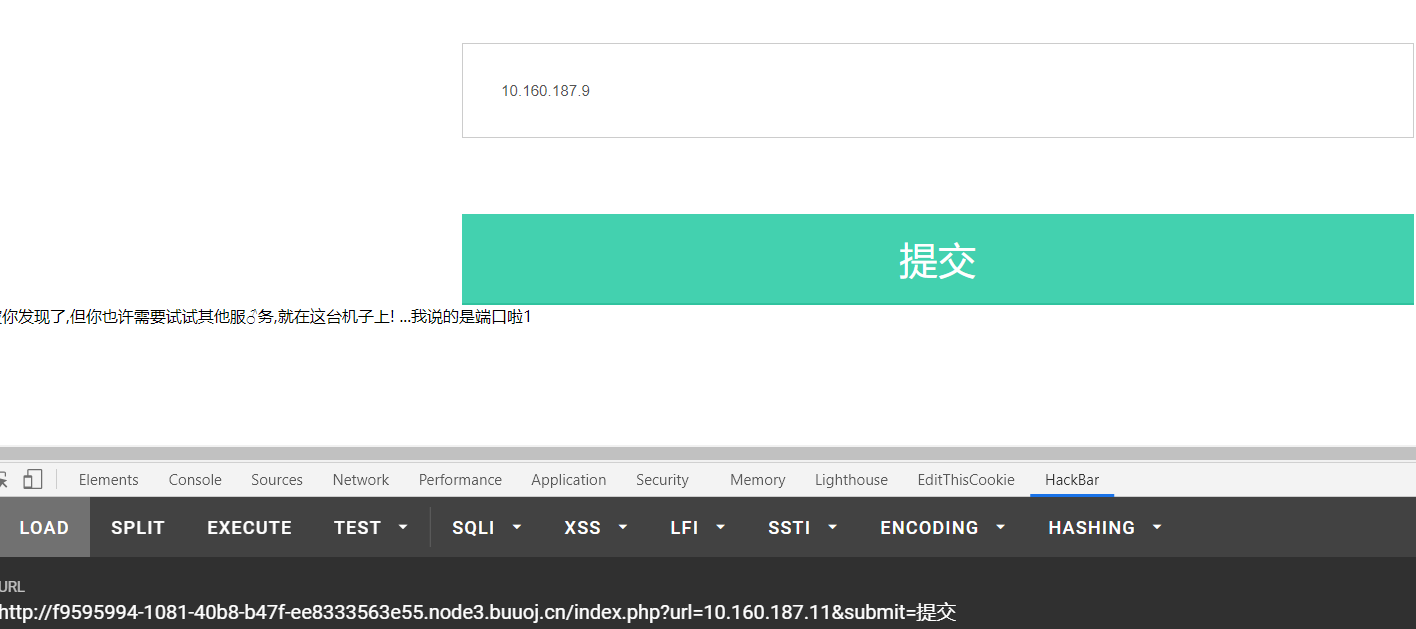 10.160.187.9
提交
你发现了,但你也许需要试试其他服务,就在这台机子上! ...我说的是端口啦1
Elements Console Sources Network Performance Application Security Memory Lighthouse EditThisCookie HackBar
LOAD SPLIT EXECUTE TEST SQLI XSS LFI SSTI ENCODING HASHING
URL
http://f9595994-1081-40b8-b47f-ee8333563e55.node3.buuoj.cn/index.php?url=10.160.187.11&submit=提交